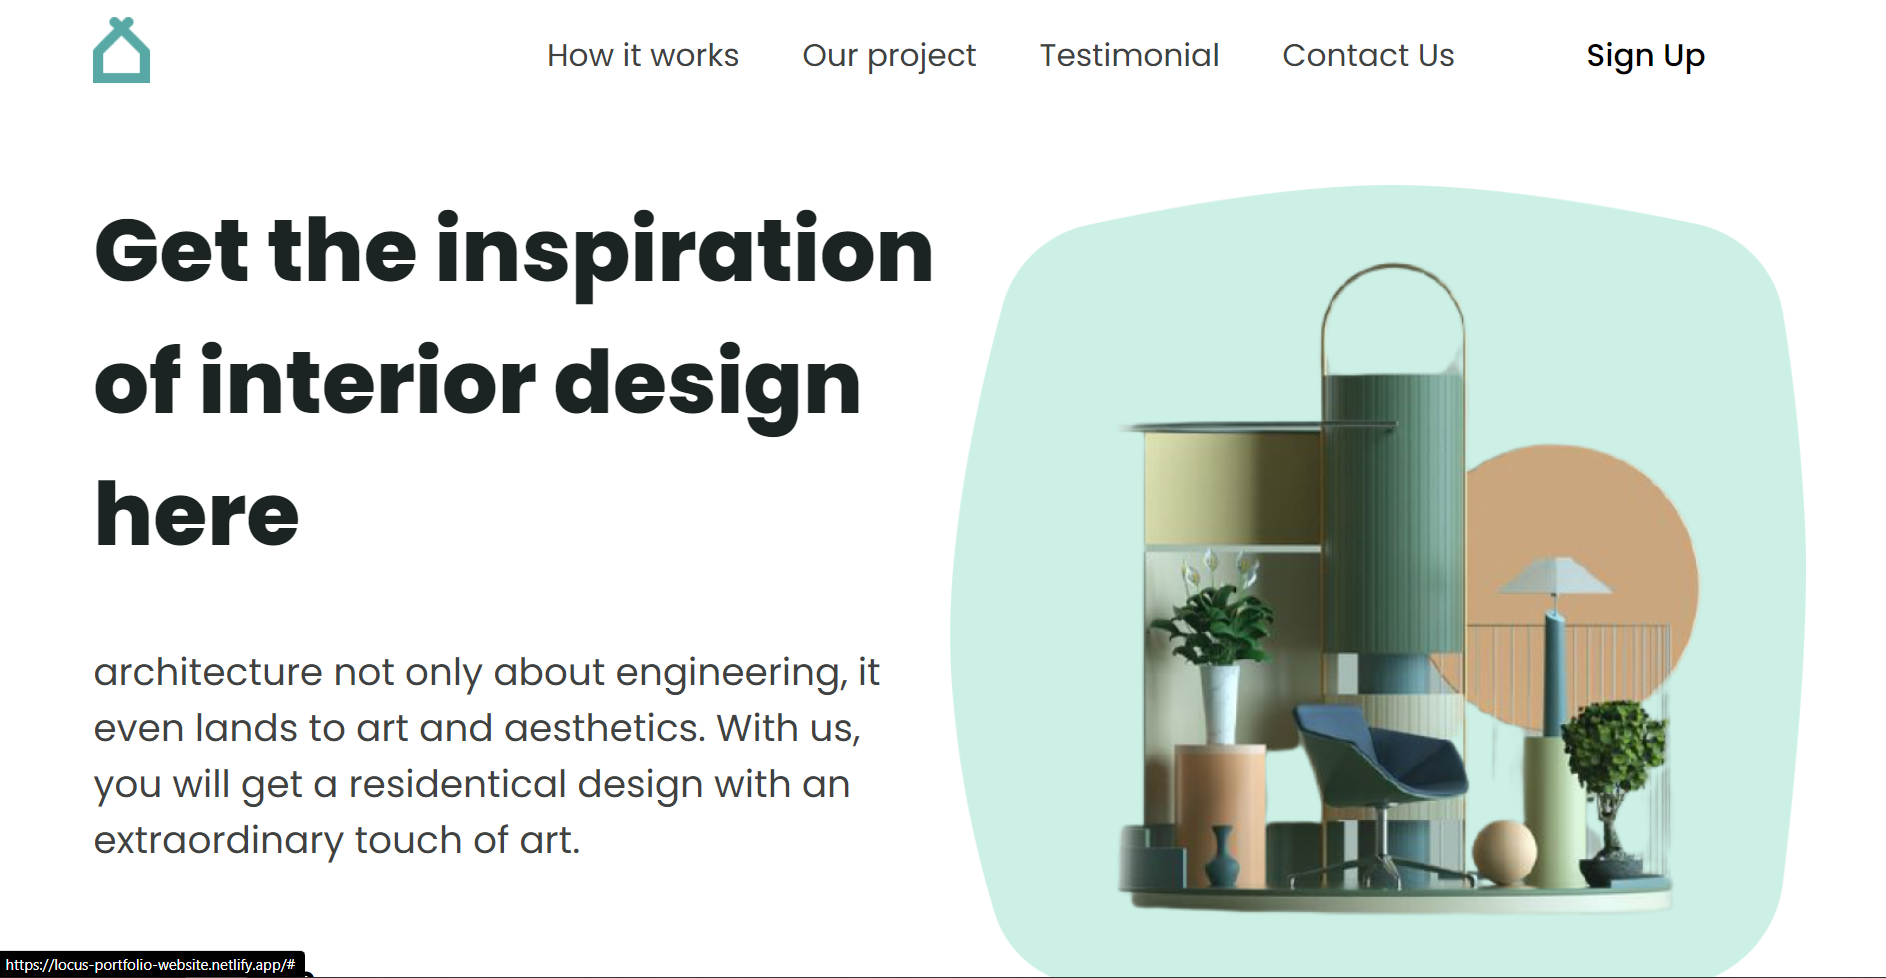 How it works Our project Testimonial Contact Us Sign Up
Get the inspiration
of interior design
here
architecture not only about engineering, it
even lands to art and aesthetics. With us,
you will get a residentical design with an
extraordinary touch of art.
https://locus-portfolio-website.netlify.app/#